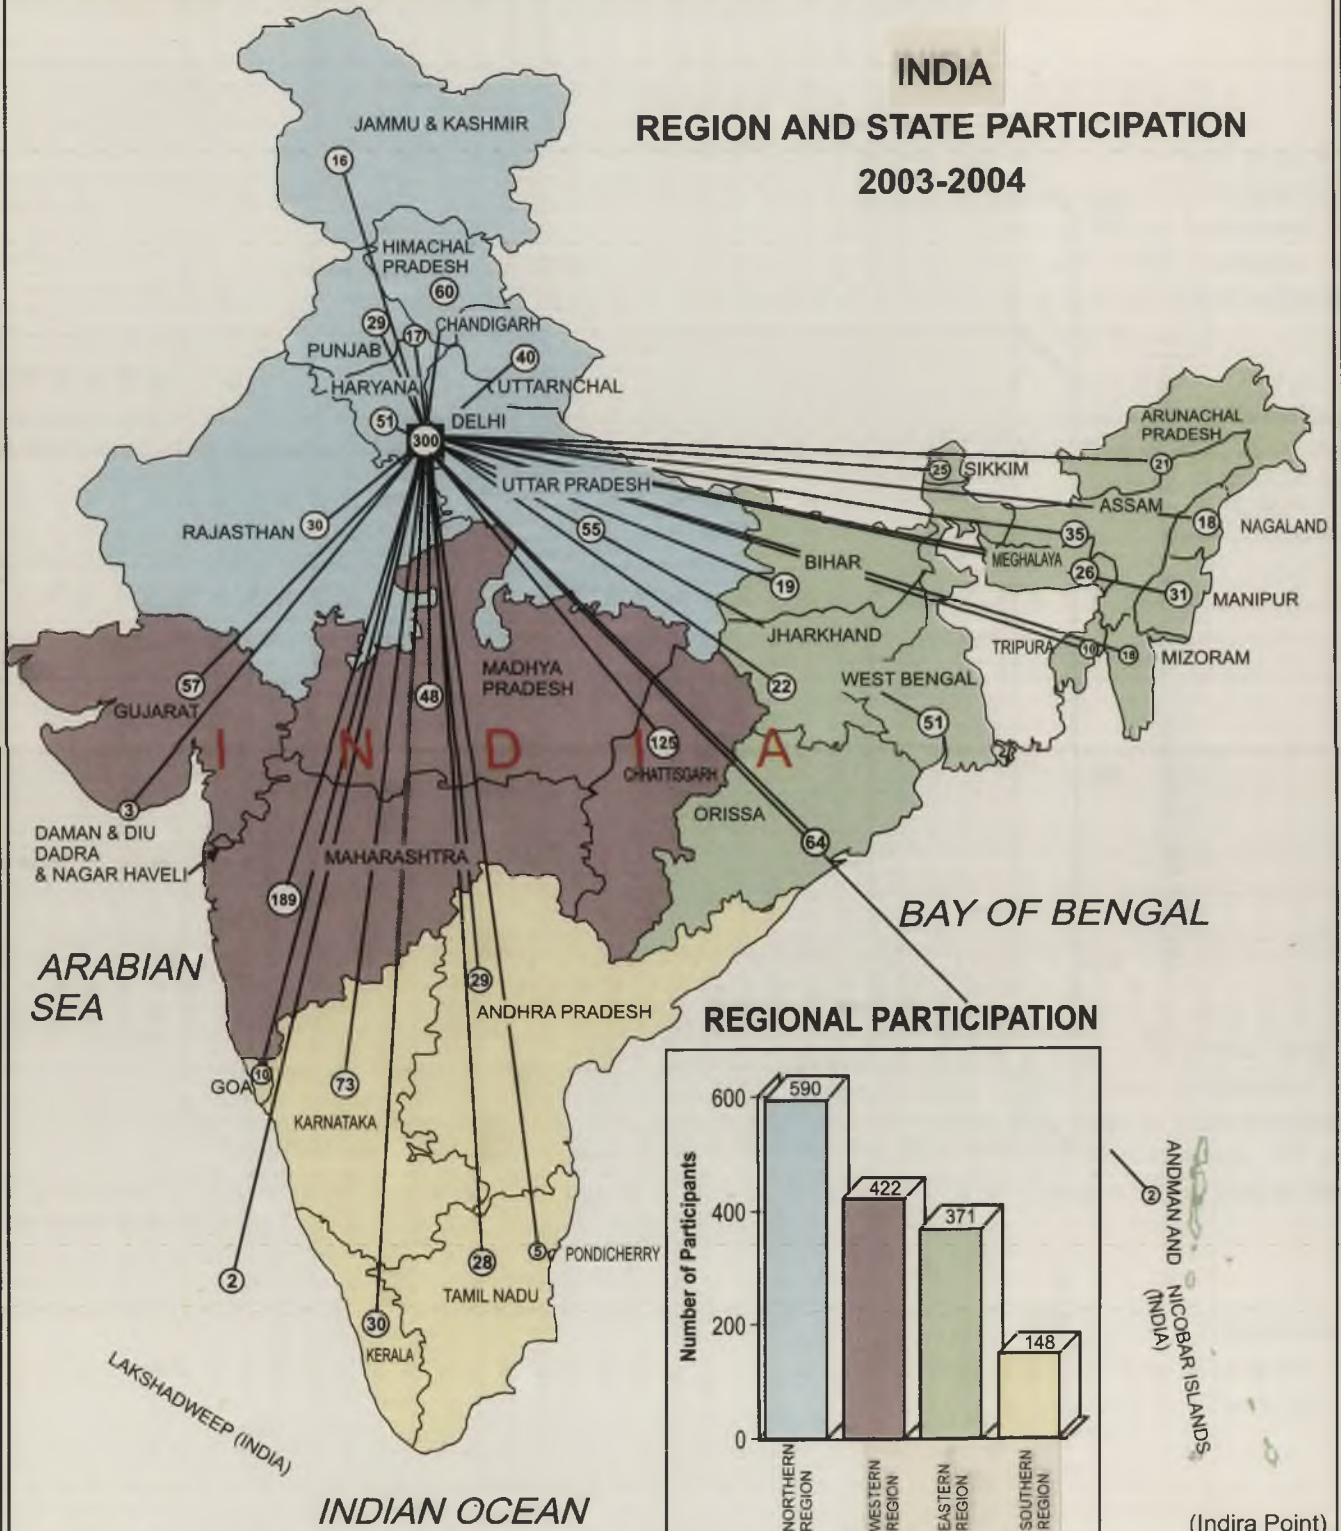 INDIA
REGION AND STATE PARTICIPATION
2003-2004
JAMMU & KASHMIR
16
HIMACHAL
PRADESH
60
29
17
CHANDIGARH
PUNJAB
40
HARYANA
UTTARNCHAL
51
DELHI
300
ARUNACHAL
PRADESH
21
25
SIKKIM
UTTAR PRADESH
55
ASSAM
18
NAGALAND
35
RAJASTHAN
30
BIHAR
19
MEGHALAYA
26
31
MANIPUR
JHARKHAND
TRIPURA
10
18
MIZORAM
MADHYA
PRADESH
48
22
WEST BENGAL
51
57
GUJARAT
I N D I A
125
CHHATTISGARH
3
DAMAN & DIU
DADRA
& NAGAR HAVELI
ORISSA
64
MAHARASHTRA
189
BAY OF BENGAL
ARABIAN
SEA
29
ANDHRA PRADESH
GOA
10
73
KARNATAKA
2
28
TAMIL NADU
5
PONDICHERRY
30
KERALA
LAKSHADWEEP (INDIA)
INDIAN OCEAN
REGIONAL PARTICIPATION
Number of Participants
600
400
200
0
590
422
371
148
NORTHERN
REGION
WESTERN
REGION
EASTERN
REGION
SOUTHERN
REGION
2
ANDMAN AND NICOBAR ISLANDS
(INDIA)
(Indira Point)